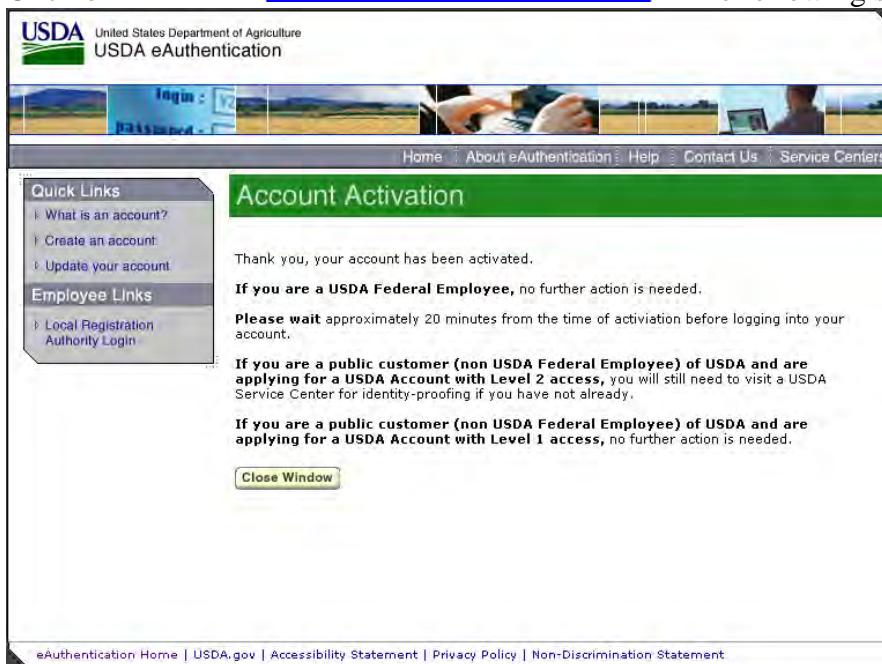 USDA United States Department of Agriculture
USDA eAuthentication
login :
Home About eAuthentication Help Contact Us Service Centers
Quick Links
What is an account?
Create an account
Update your account
Employee Links
Local Registration
Authority Login
Account Activation
Thank you, your account has been activated.
If you are a USDA Federal Employee, no further action is needed.
Please wait approximately 20 minutes from the time of activiation before logging into your
account.
If you are a public customer (non USDA Federal Employee) of USDA and are
applying for a USDA Account with Level 2 access, you will still need to visit a USDA
Service Center for identity-proofing if you have not already.
If you are a public customer (non USDA Federal Employee) of USDA and are
applying for a USDA Account with Level 1 access, no further action is needed.
Close Window
eAuthentication Home | USDA.gov | Accessibility Statement | Privacy Policy | Non-Discrimination Statement